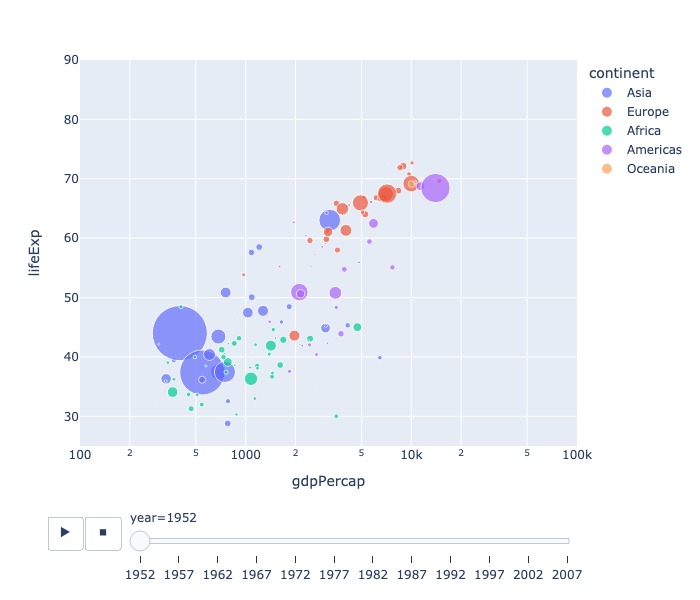 continent
Asia
Europe
Africa
Americas
Oceania
90
80
70
60
50
40
30
lifeExp
100 2 5 1000 2 5 10k 2 5 100k
gdpPercap
year=1952
1952 1957 1962 1967 1972 1977 1982 1987 1992 1997 2002 2007